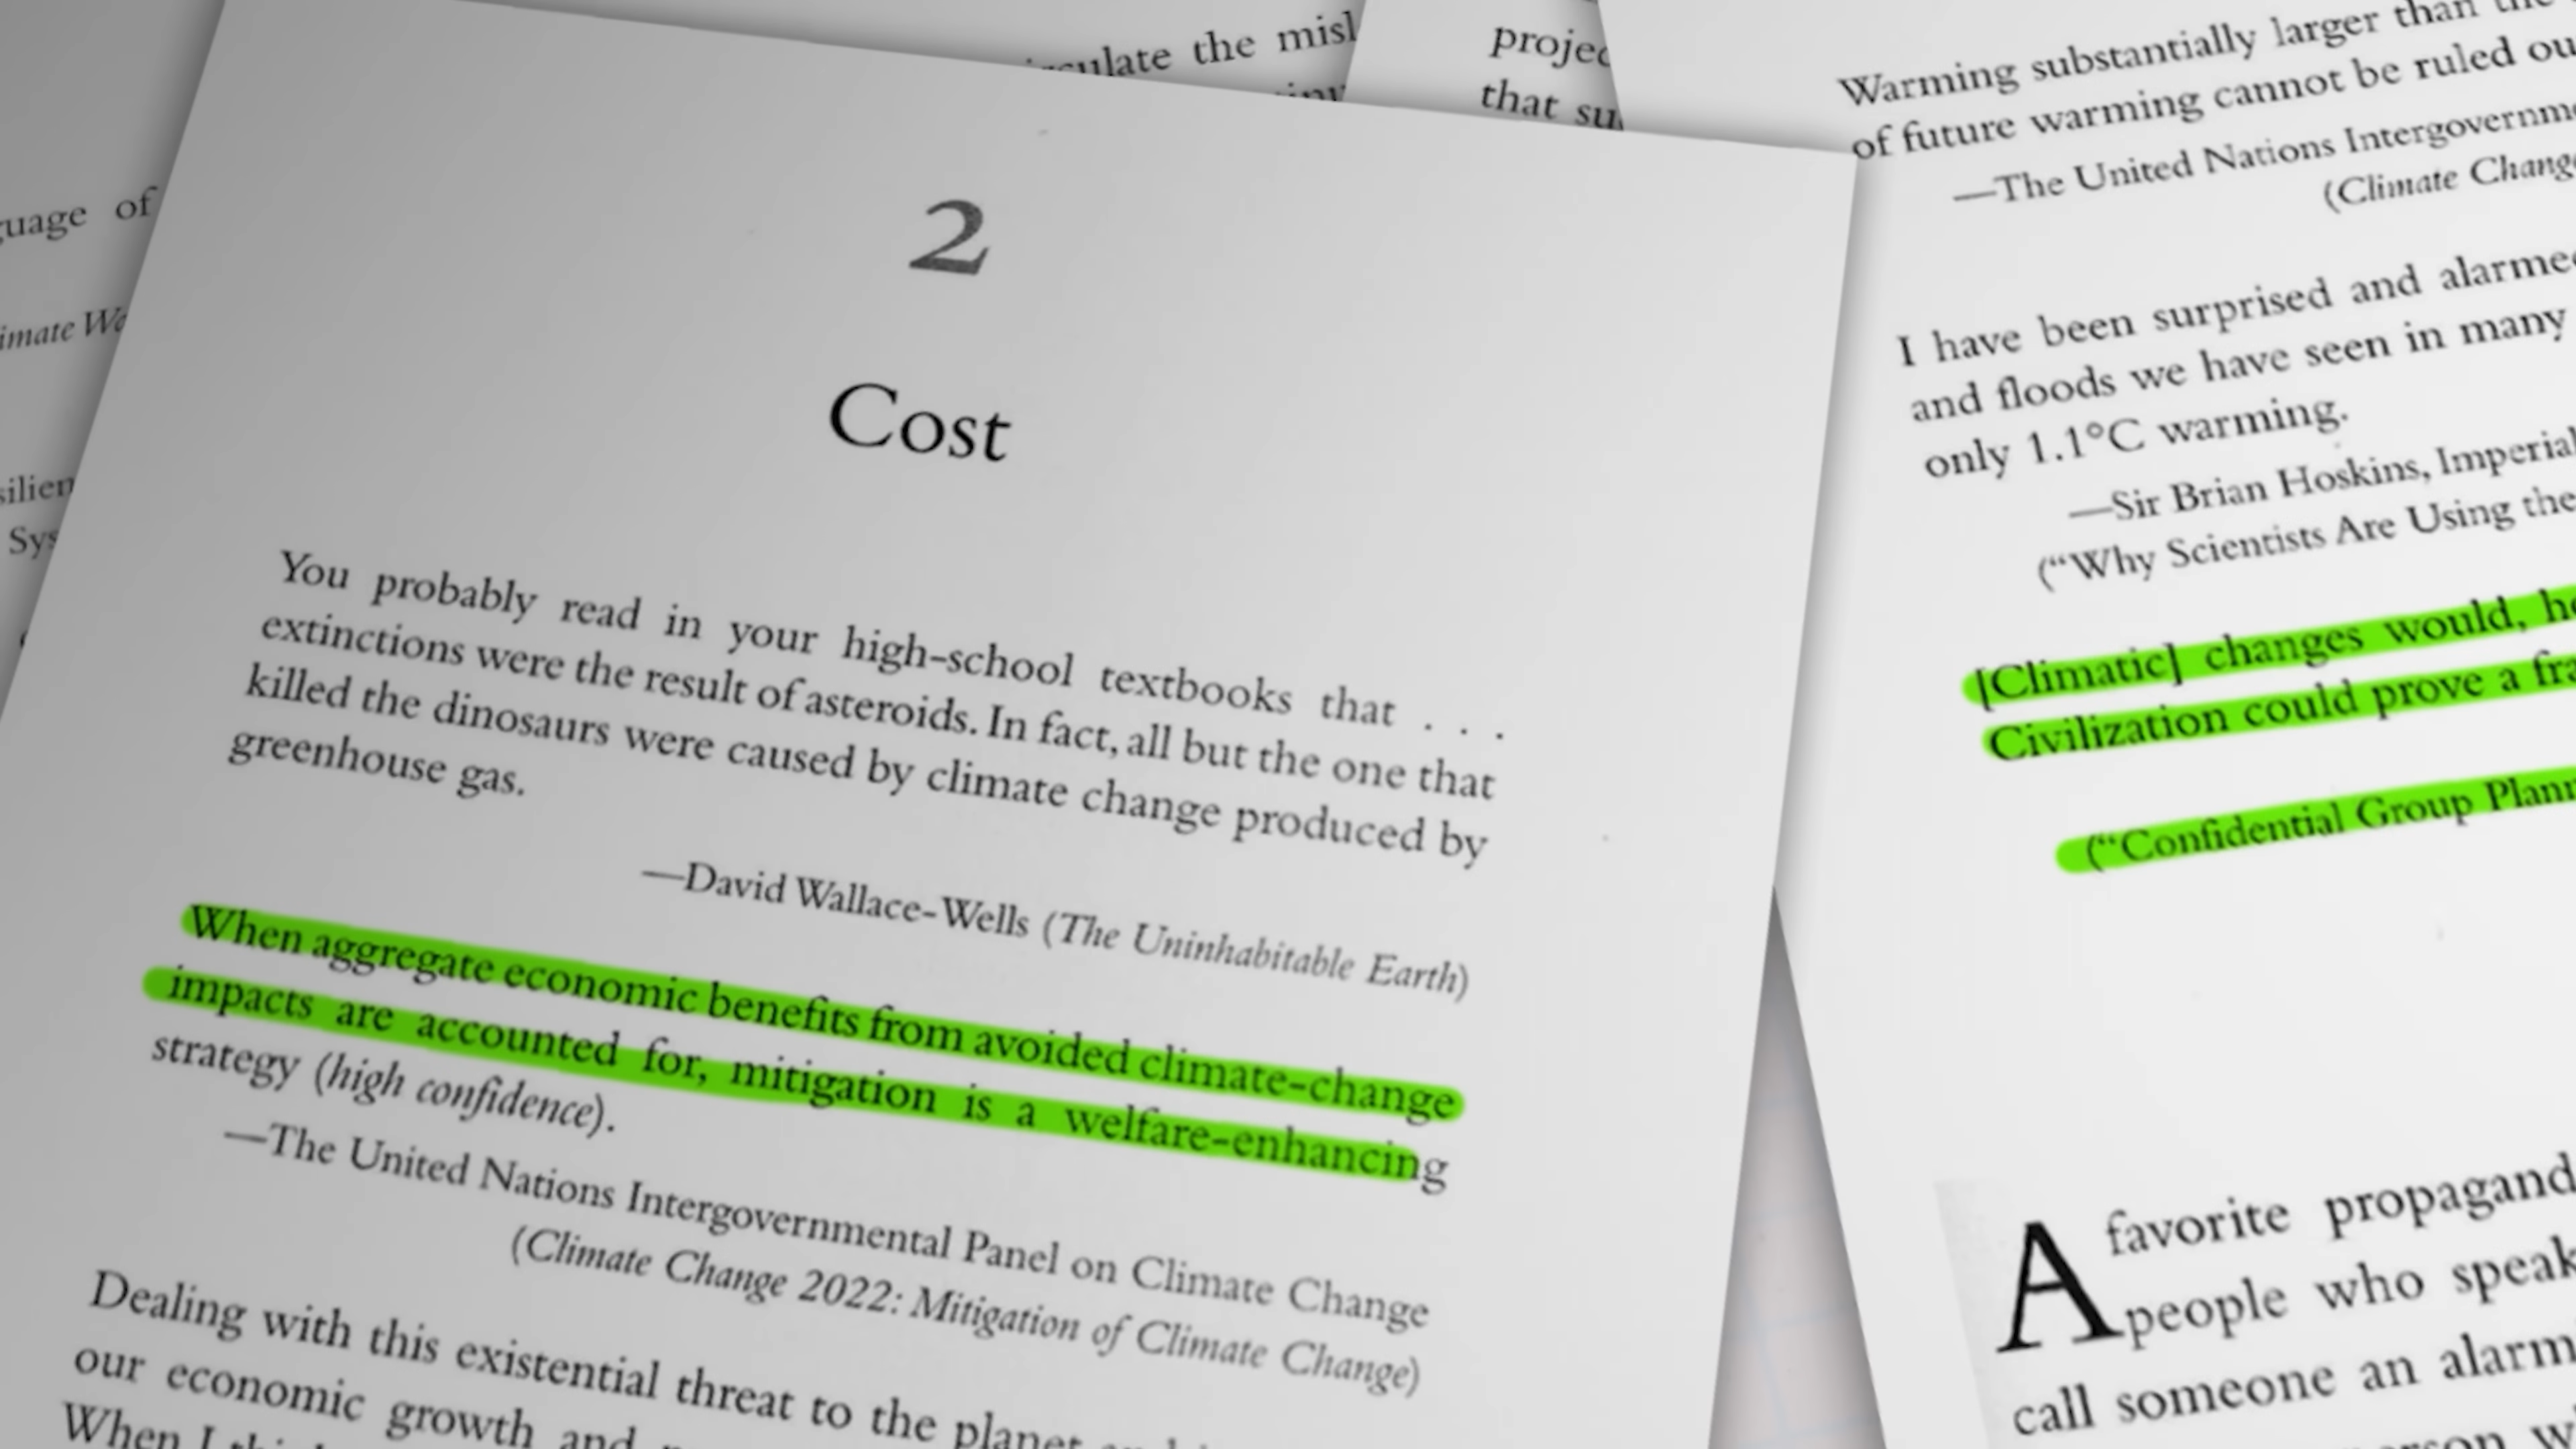 guage of
imate
silien
Sys
the misl
projec
that su
2
Cost
You probably read in your high-school textbooks that . . .
extinctions were the result of asteroids. In fact, all but the one that
killed the dinosaurs were caused by climate change produced by
greenhouse gas.
—David Wallace-Wells (The Uninhabitable Earth)
When aggregate economic benefits from avoided climate-change
impacts are accounted for, mitigation is a welfare-enhancing
strategy (high confidence).
—The United Nations Intergovernmental Panel on Climate Change
(Climate Change 2022: Mitigation of Climate Change)
Dealing with this existential threat to the planet
our economic growth and
When I
Warming substantially larger than the
of future warming cannot be ruled ou
—The United Nations Intergovernme
(Climate Change
I have been surprised and alarmed
and floods we have seen in many
only 1.1°C warming.
—Sir Brian Hoskins, Imperial
(“Why Scientists Are Using the
[Climatic] changes would, h
Civilization could prove a fra
(“Confidential Group Plann
A favorite propagand
people who speak
call someone an alarm